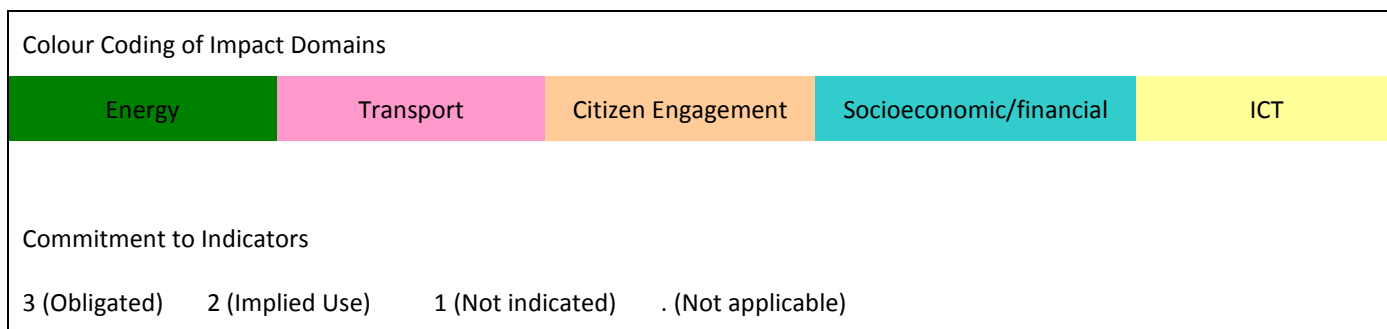 Colour Coding of Impact Domains
Energy Transport Citizen Engagement Socioeconomic/financial ICT
Commitment to Indicators
3 (Obligated) 2 (Implied Use) 1 (Not indicated) . (Not applicable)